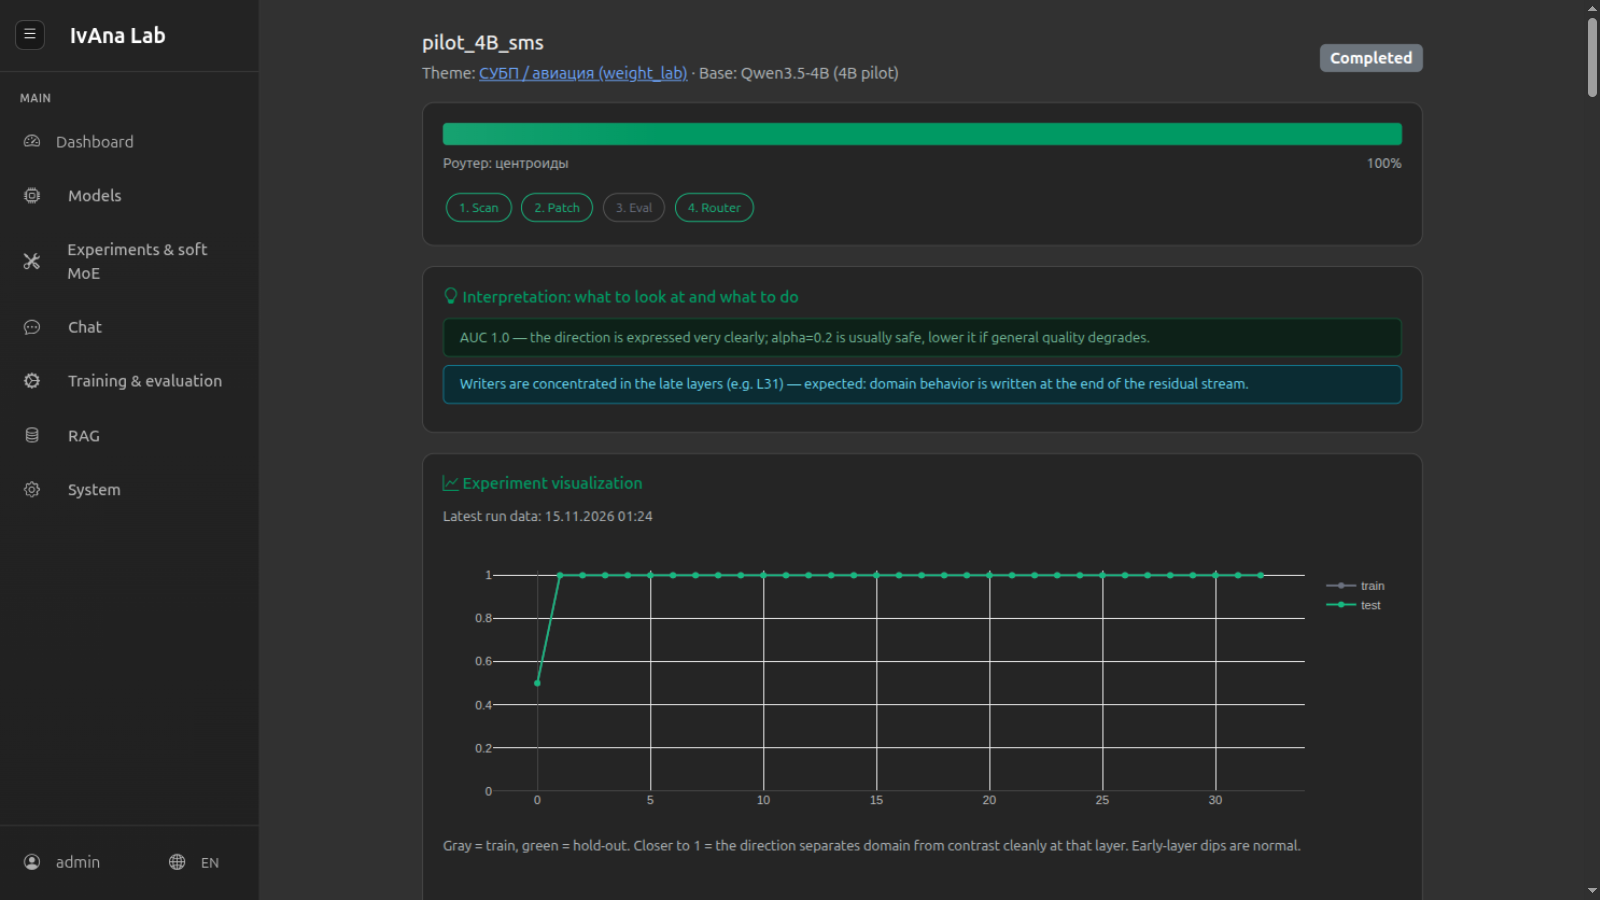 IvAna Lab
MAIN
Dashboard
Models
Experiments & soft
MoE
Chat
Training & evaluation
RAG
System
admin
EN
pilot_4B_sms
Theme: СУБП / авиация (weight_lab) · Base: Qwen3.5-4B (4B pilot)
Completed
Роутер: центроиды
100%
1. Scan
2. Patch
3. Eval
4. Router
Interpretation: what to look at and what to do
AUC 1.0 — the direction is expressed very clearly; alpha=0.2 is usually safe, lower it if general quality degrades.
Writers are concentrated in the late layers (e.g. L31) — expected: domain behavior is written at the end of the residual stream.
Experiment visualization
Latest run data: 15.11.2026 01:24
1
0.8
0.6
0.4
0.2
0
0 5 10 15 20 25 30
train
test
Gray = train, green = hold-out. Closer to 1 = the direction separates domain from contrast cleanly at that layer. Early-layer dips are normal.